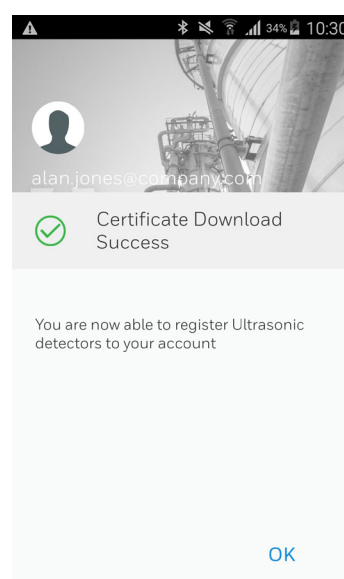 34% 10:30
alan.jones@company.com
Certificate Download
Success
You are now able to register Ultrasonic
detectors to your account
OK